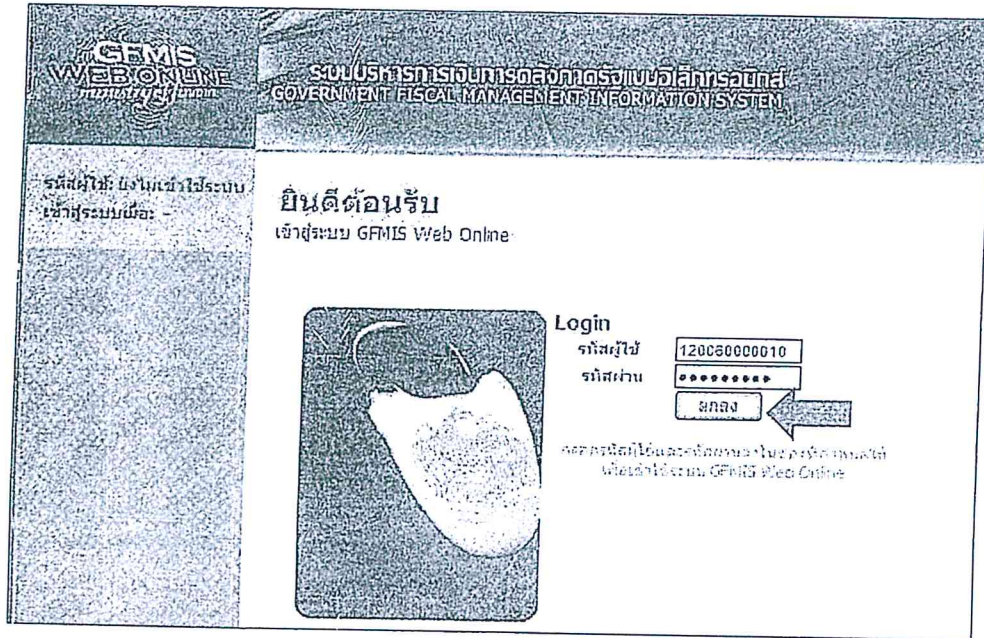 GFMIS
WEB ONLINE
ระบบบริหารการเงินการคลังภาครัฐแบบอิเล็กทรอนิกส์
GOVERNMENT FISCAL MANAGEMENT INFORMATION SYSTEM
รหัสผู้ใช้: ยังไม่เข้าใช้ระบบ
เข้าสู่ระบบเมื่อ: -
ยินดีต้อนรับ
เข้าสู่ระบบ GFMIS Web Online
Login
รหัสผู้ใช้ 120060000010
รหัสผ่าน
ตกลง
เพื่อเข้าใช้ระบบ GFMIS Web Online